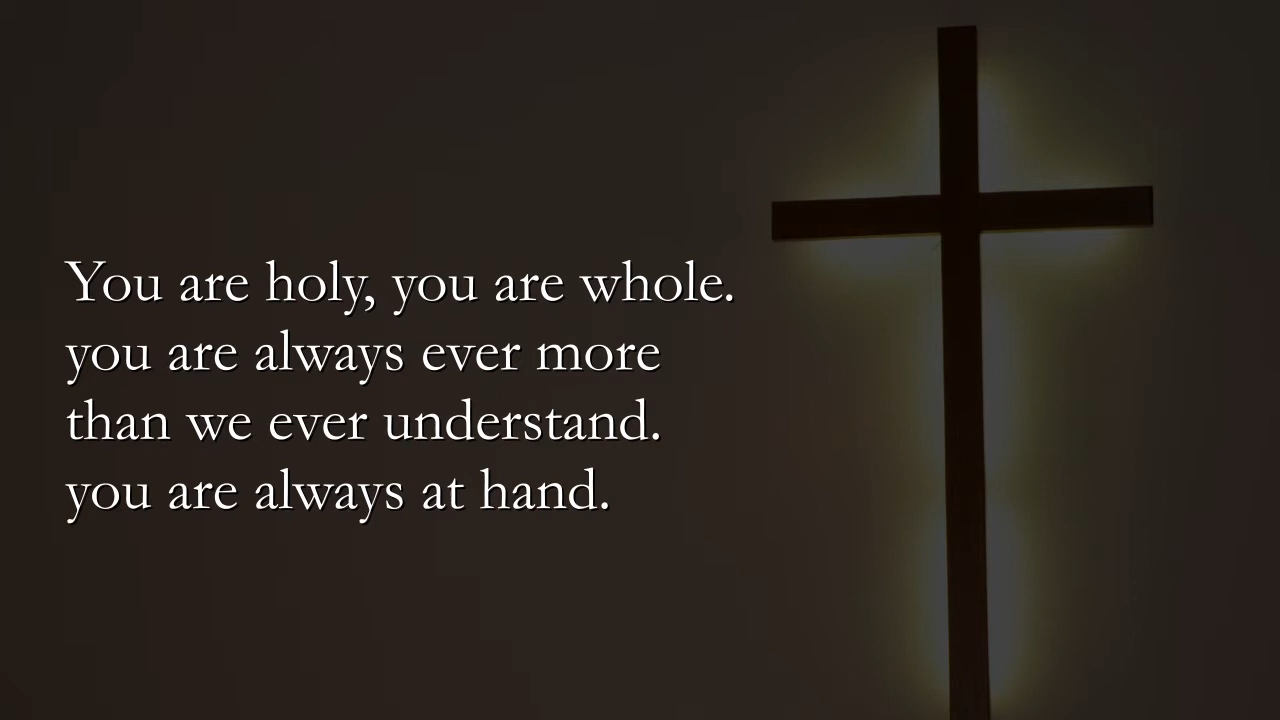 You are holy, you are whole.
you are always ever more
than we ever understand.
you are always at hand.